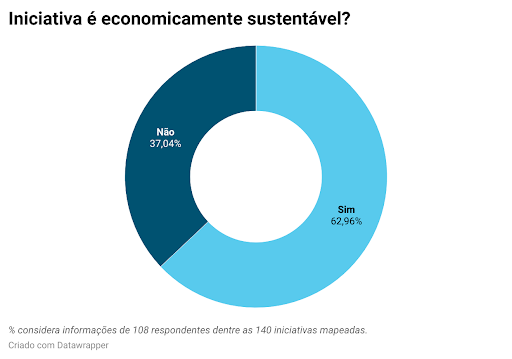 Iniciativa é economicamente sustentável?
Não
37,04%
Sim
62,96%
% considera informações de 108 respondentes dentre as 140 iniciativas mapeadas.
Criado com Datawrapper